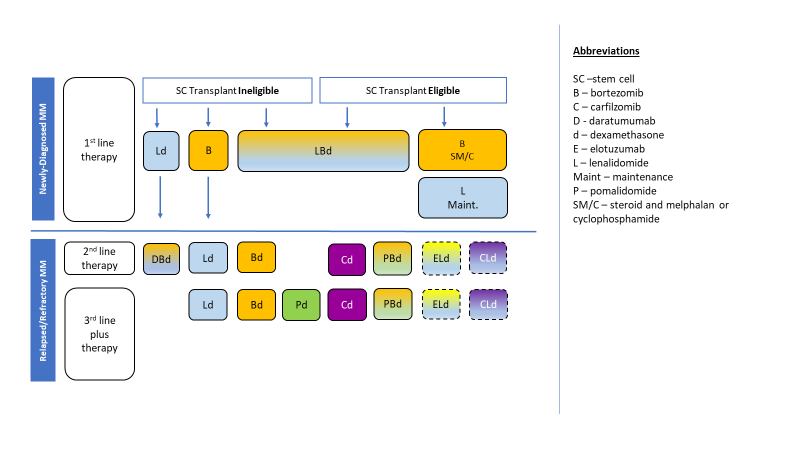 Newly-Diagnosed MM
1st line
therapy
SC Transplant Ineligible
SC Transplant Eligible
Ld
B
LBd
B
SM/C
L
Maint.
Relapsed/Refractory MM
2nd line
therapy
DBd
Ld
Bd
Cd
PBd
ELd
CLd
3rd line
plus
therapy
Ld
Bd
Pd
Cd
PBd
ELd
CLd
Abbreviations
SC –stem cell
B – bortezomib
C – carfilzomib
D - daratumumab
d – dexamethasone
E – elotuzumab
L – lenalidomide
Maint – maintenance
P – pomalidomide
SM/C – steroid and melphalan or
cyclophosphamide